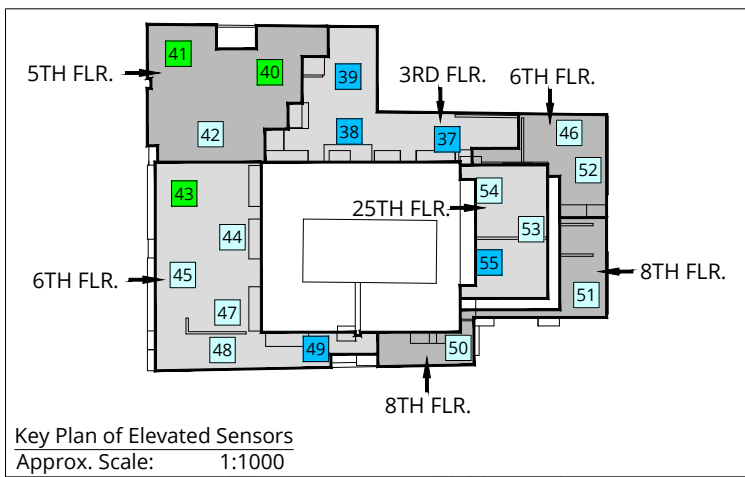 41
40
39
5TH FLR.
3RD FLR.
6TH FLR.
42
38
37
46
52
43
54
25TH FLR.
44
53
45
55
6TH FLR.
8TH FLR.
47
51
48
49
50
8TH FLR.
Key Plan of Elevated Sensors
Approx. Scale: 1:1000